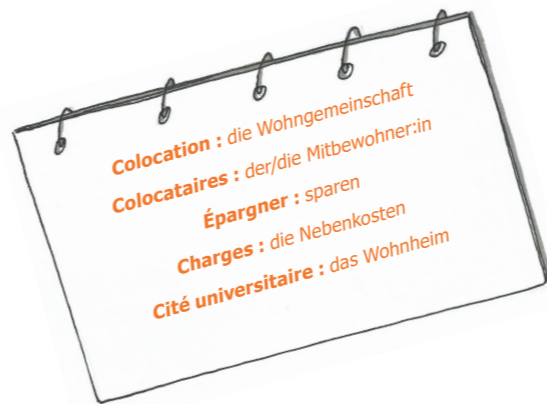 Colocation : die Wohngemeinschaft
Colocataires : der/die Mitbewohner:in
Épargner : sparen
Charges : die Nebenkosten
Cité universitaire : das Wohnheim